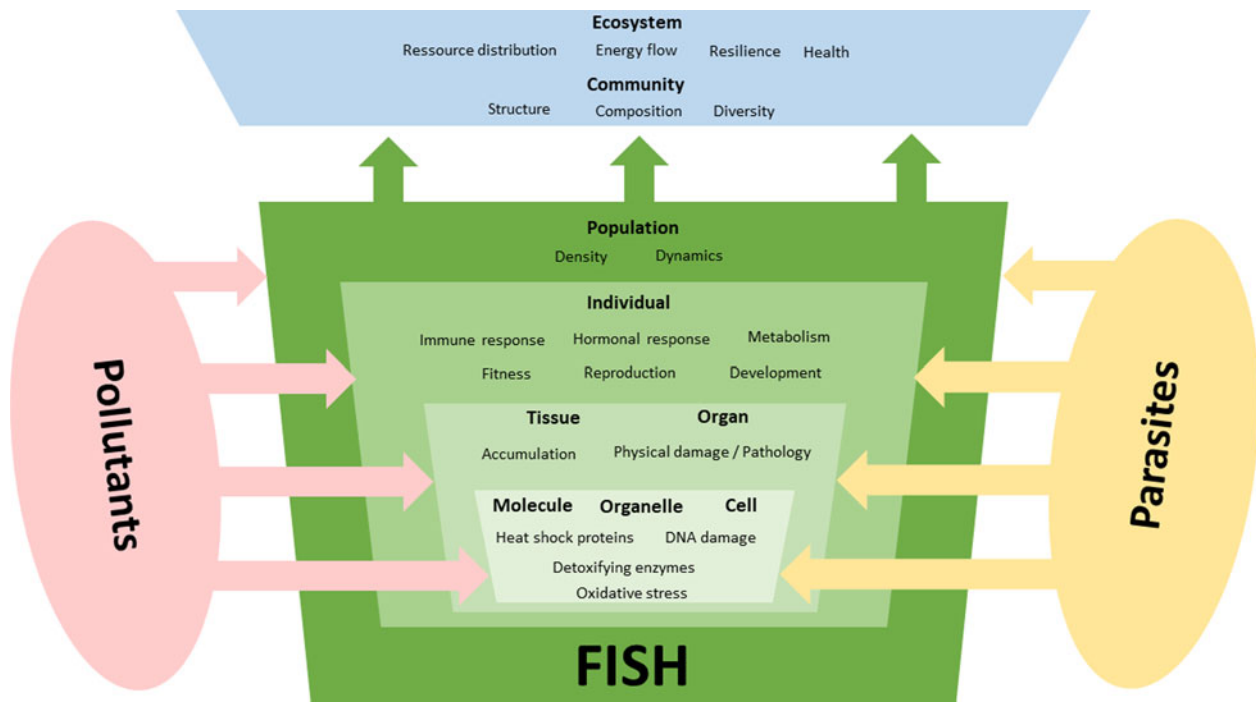 Ecosystem
Ressource distribution Energy flow Resilience Health
Community
Structure Composition Diversity
Population
Density Dynamics
Individual
Immune response Hormonal response Metabolism
Fitness Reproduction Development
Tissue Organ
Accumulation Physical damage / Pathology
Molecule Organelle Cell
Heat shock proteins DNA damage
Detoxifying enzymes
Oxidative stress
FISH
Pollutants
Parasites